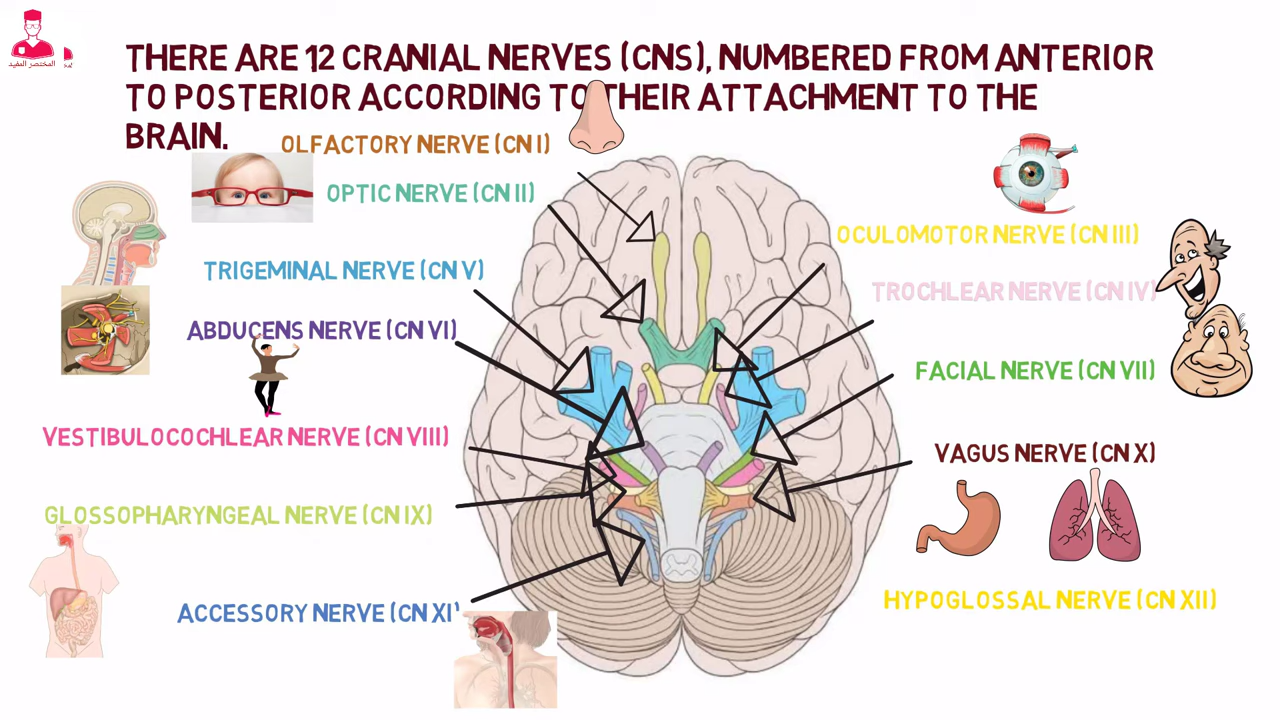 المختصر المفيد
THERE ARE 12 CRANIAL NERVES (CNS), NUMBERED FROM ANTERIOR
TO POSTERIOR ACCORDING TO THEIR ATTACHMENT TO THE
BRAIN.
OLFACTORY NERVE (CN I)
OPTIC NERVE (CN II)
OCULOMOTOR NERVE (CN III)
TRIGEMINAL NERVE (CN V)
TROCHLEAR NERVE (CN IV)
ABDUCENS NERVE (CN VI)
FACIAL NERVE (CN VII)
VESTIBULOCOCHLEAR NERVE (CN VIII)
VAGUS NERVE (CN X)
GLOSSOPHARYNGEAL NERVE (CN IX)
ACCESSORY NERVE (CN XI)
HYPOGLOSSAL NERVE (CN XII)